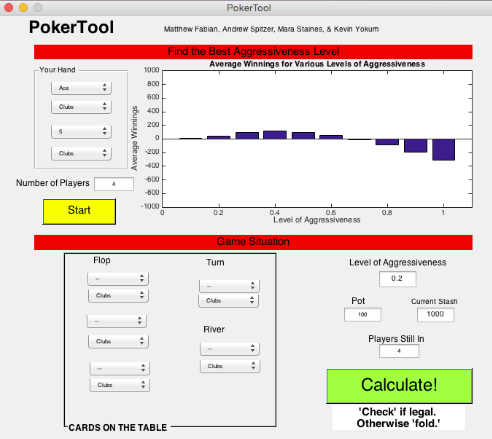 PokerTool
PokerTool
Matthew Fabian, Andrew Spitzer, Mara Staines, & Kevin Yokum
Find the Best Aggressiveness Level
Your Hand
Ace
Clubs
5
Clubs
Number of Players 4
Start
Average Winnings for Various Levels of Aggressiveness
Average Winnings
1000
800
600
400
200
0
-200
-400
-600
-800
-1000
0 0.2 0.4 0.6 0.8 1
Level of Aggressiveness
Game Situation
Flop
--
Clubs
--
Clubs
--
Clubs
Turn
--
Clubs
River
--
Clubs
CARDS ON THE TABLE
Level of Aggressiveness
0.2
Pot Current Stash
100 1000
Players Still In
4
Calculate!
'Check' if legal.
Otherwise 'fold.'